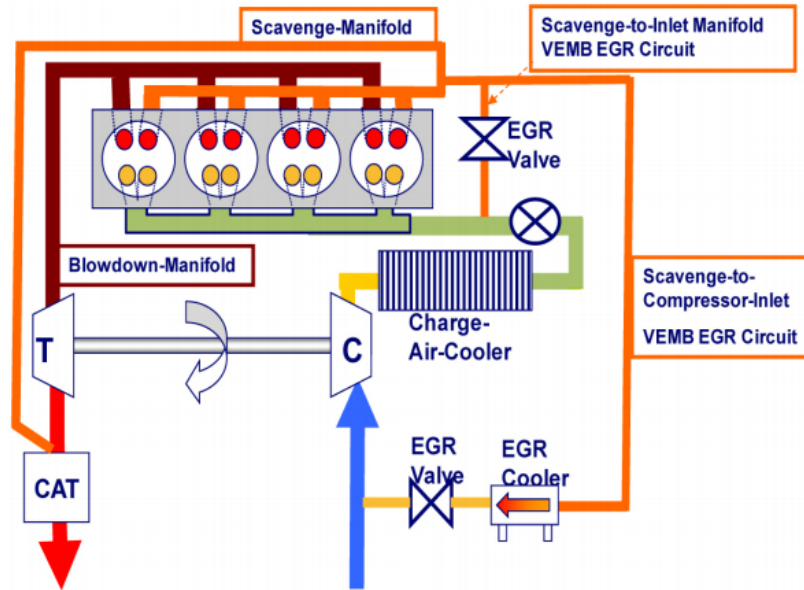 Scavenge-Manifold
Scavenge-to-Inlet Manifold
VEMB EGR Circuit
EGR
Valve
Blowdown-Manifold
Scavenge-to-
Compressor-Inlet
VEMB EGR Circuit
Charge-
Air-Cooler
T
C
EGR
Valve
EGR
Cooler
CAT